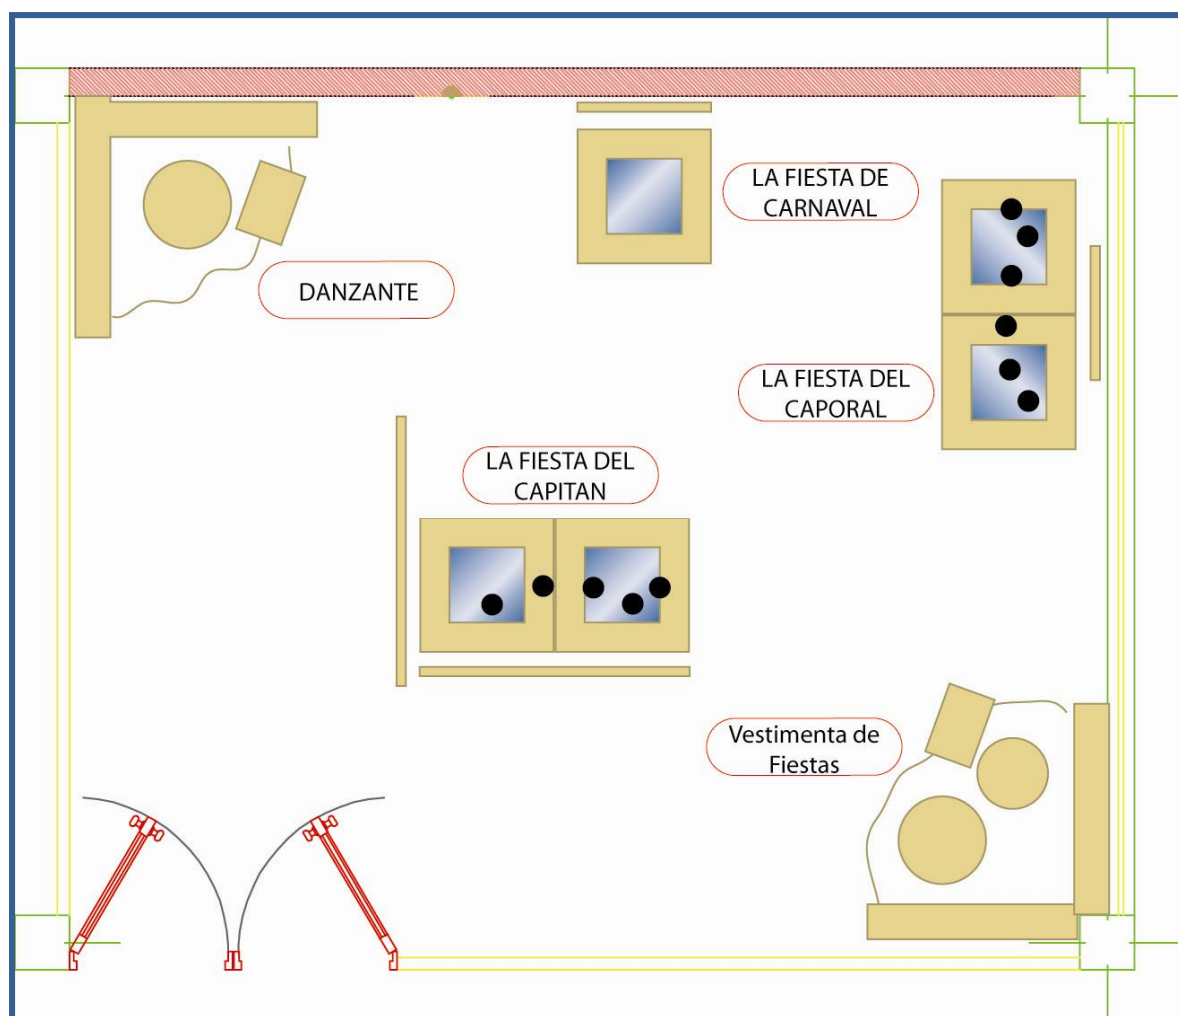 LA FIESTA DE
CARNAVAL
DANZANTE
LA FIESTA DEL
CAPORAL
LA FIESTA DEL
CAPITAN
Vestimenta de
Fiestas